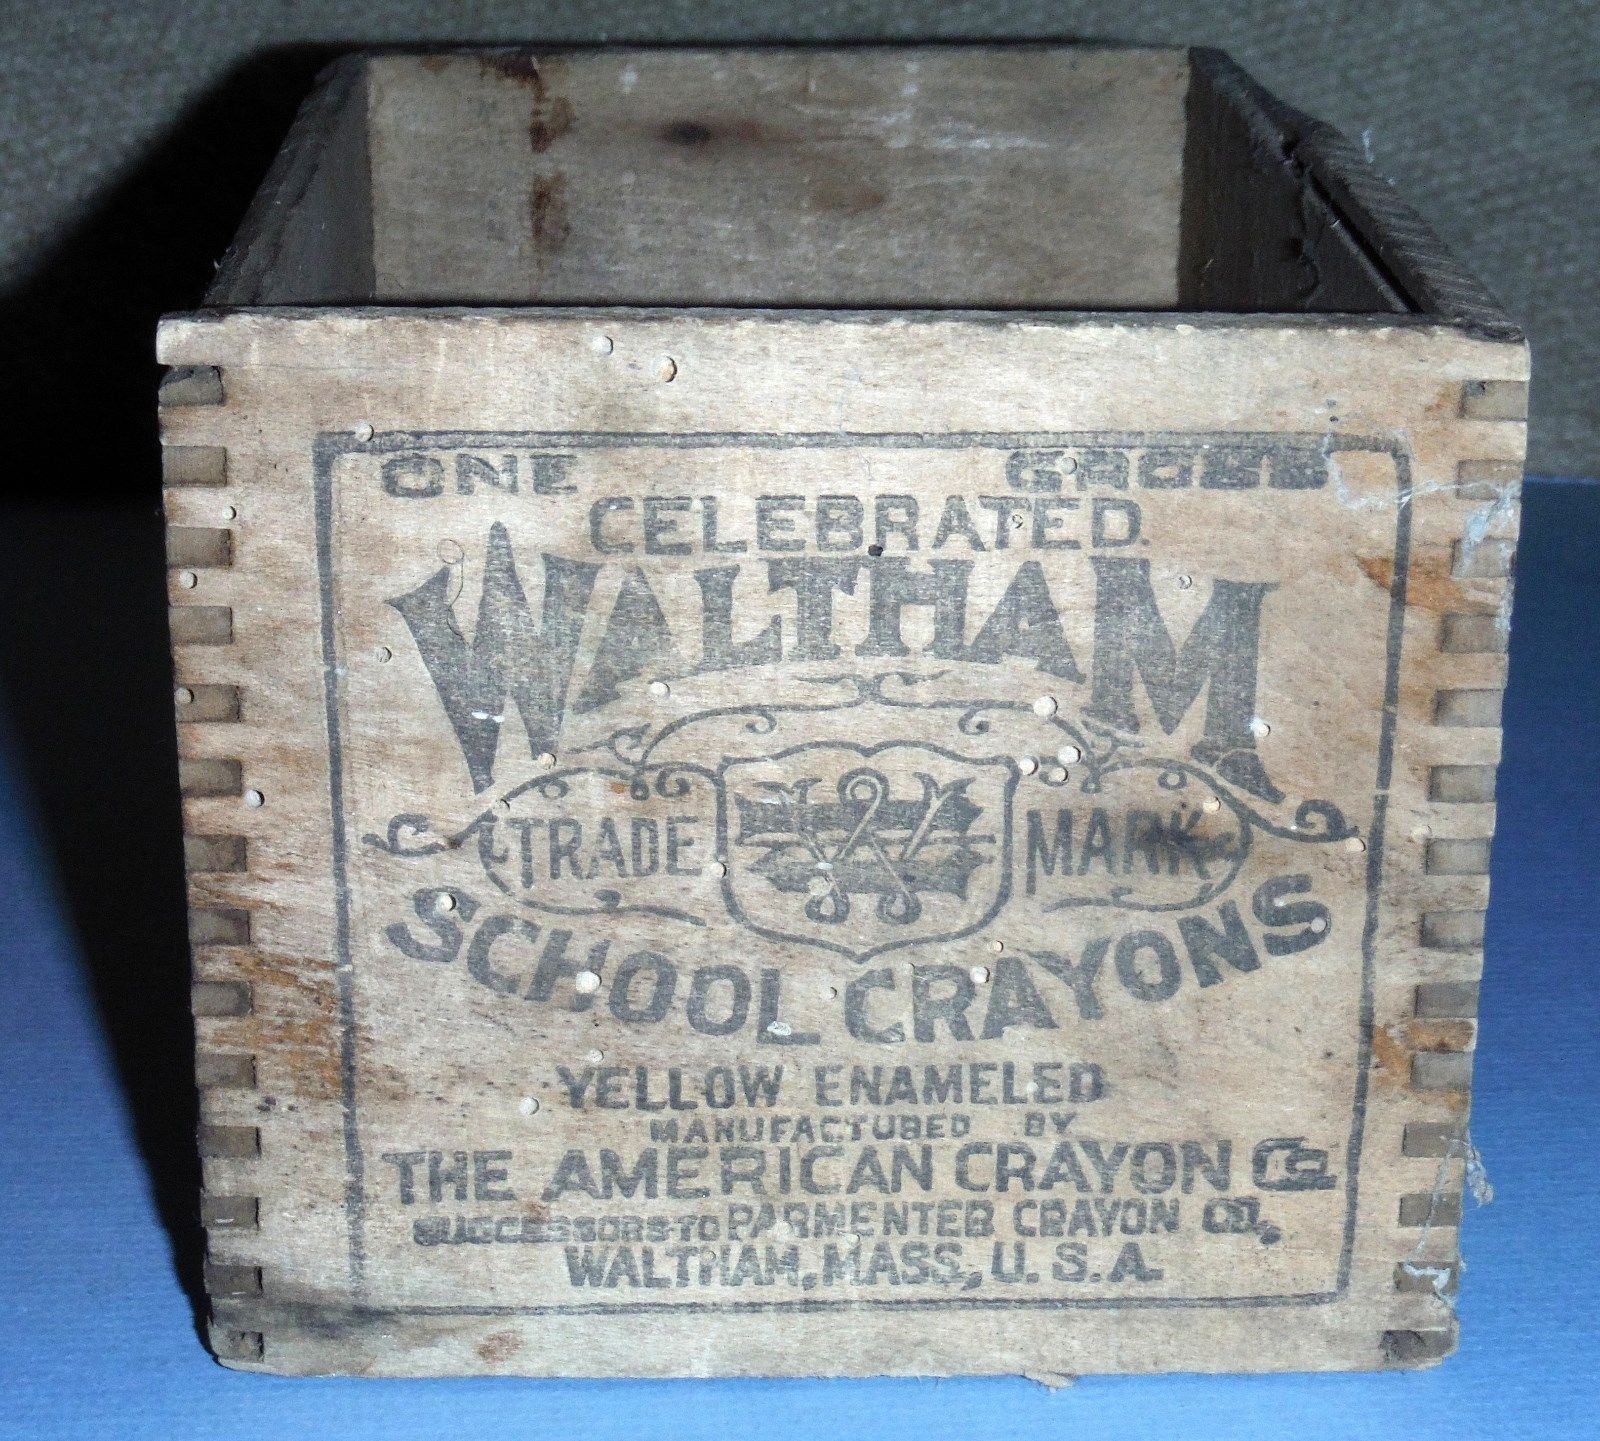 ONE GROSS
CELEBRATED
WALTHAM
TRADE MARK
SCHOOL CRAYONS
YELLOW ENAMELED
MANUFACTURED BY
THE AMERICAN CRAYON Co.
SUCCESSORS TO PARMENTER CRAYON CO.,
WALTHAM, MASS., U.S.A.